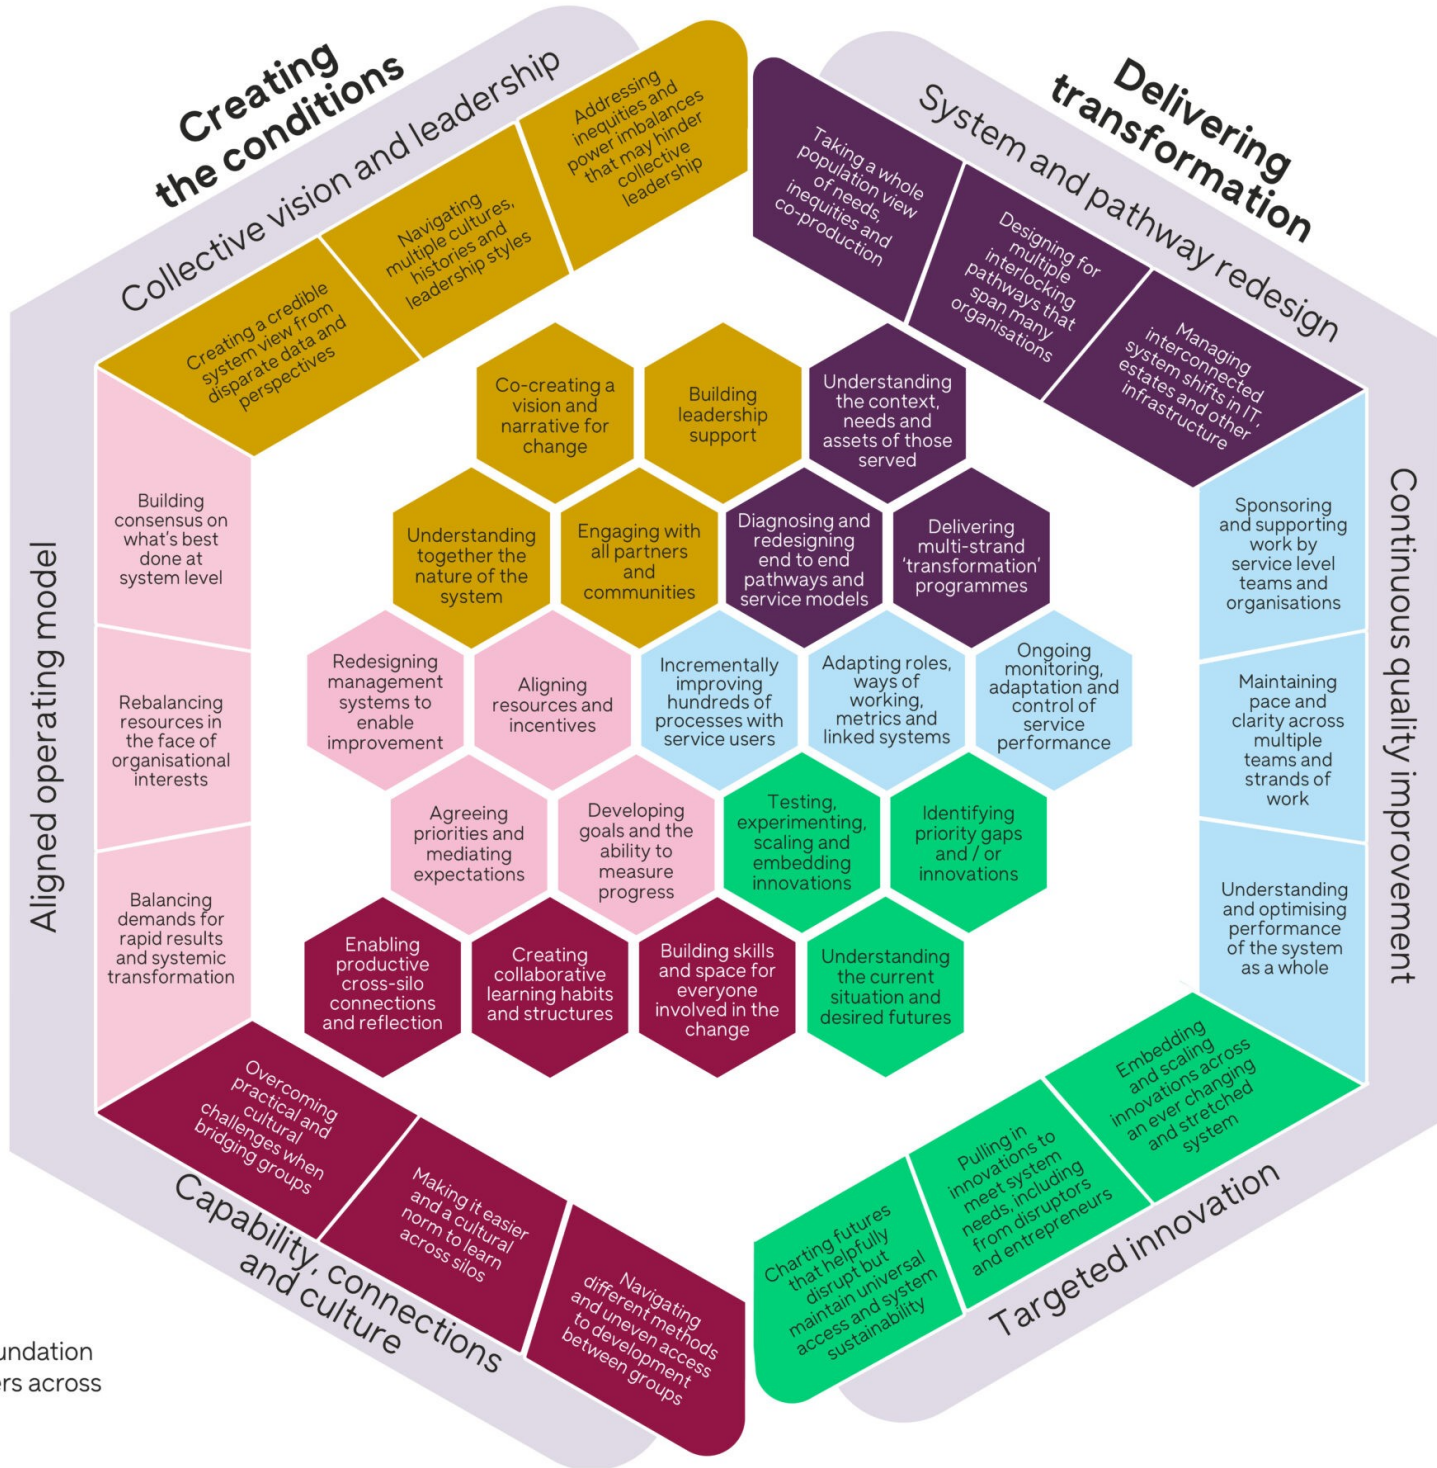 Creating
the conditions
Collective vision and leadership
Creating a credible
system view from
disparate data and
perspectives
Navigating
multiple cultures,
histories and
leadership styles
Addressing
inequities and
power imbalances
that may hinder
collective
leadership
Delivering
transformation
System and pathway redesign
Taking a whole
population view
of needs,
inequities and
co-production
Designing for
multiple
interlocking
pathways that
span many
organisations
Managing
interconnected
system shifts in IT,
estates and other
infrastructure
Aligned operating model
Building
consensus on
what's best
done at
system level
Rebalancing
resources in
the face of
organisational
interests
Balancing
demands for
rapid results
and systemic
transformation
Co-creating a
vision and
narrative for
change
Building
leadership
support
Understanding
the context,
needs and
assets of those
served
Understanding
together the
nature of the
system
Engaging with
all partners
and
communities
Diagnosing and
redesigning
end to end
pathways and
service models
Delivering
multi-strand
‘transformation’
programmes
Redesigning
management
systems to
enable
improvement
Aligning
resources and
incentives
Incrementally
improving
hundreds of
processes with
service users
Adapting roles,
ways of
working,
metrics and
linked systems
Ongoing
monitoring,
adaptation and
control of
service
performance
Agreeing
priorities and
mediating
expectations
Developing
goals and the
ability to
measure
progress
Testing,
experimenting,
scaling and
embedding
innovations
Identifying
priority gaps
and / or
innovations
Enabling
productive
cross-silo
connections
and reflection
Creating
collaborative
learning habits
and structures
Building skills
and space for
everyone
involved in the
change
Understanding
the current
situation and
desired futures
Continuous quality improvement
Sponsoring
and supporting
work by
service level
teams and
organisations
Maintaining
pace and
clarity across
multiple
teams and
strands of
work
Understanding
and optimising
performance
of the system
as a whole
Capability, connections
and culture
Overcoming
practical and
cultural
challenges when
bridging groups
Making it easier
and a cultural
norm to learn
across silos
Navigating
different methods
and uneven access
to development
between groups
Targeted innovation
Charting futures
that helpfully
disrupt but
maintain universal
access and system
sustainability
Pulling in
innovations to
meet system
needs, including
from disruptors
and entrepreneurs
Embedding
and scaling
innovations across
an ever changing
and stretched
system
undation
ers across